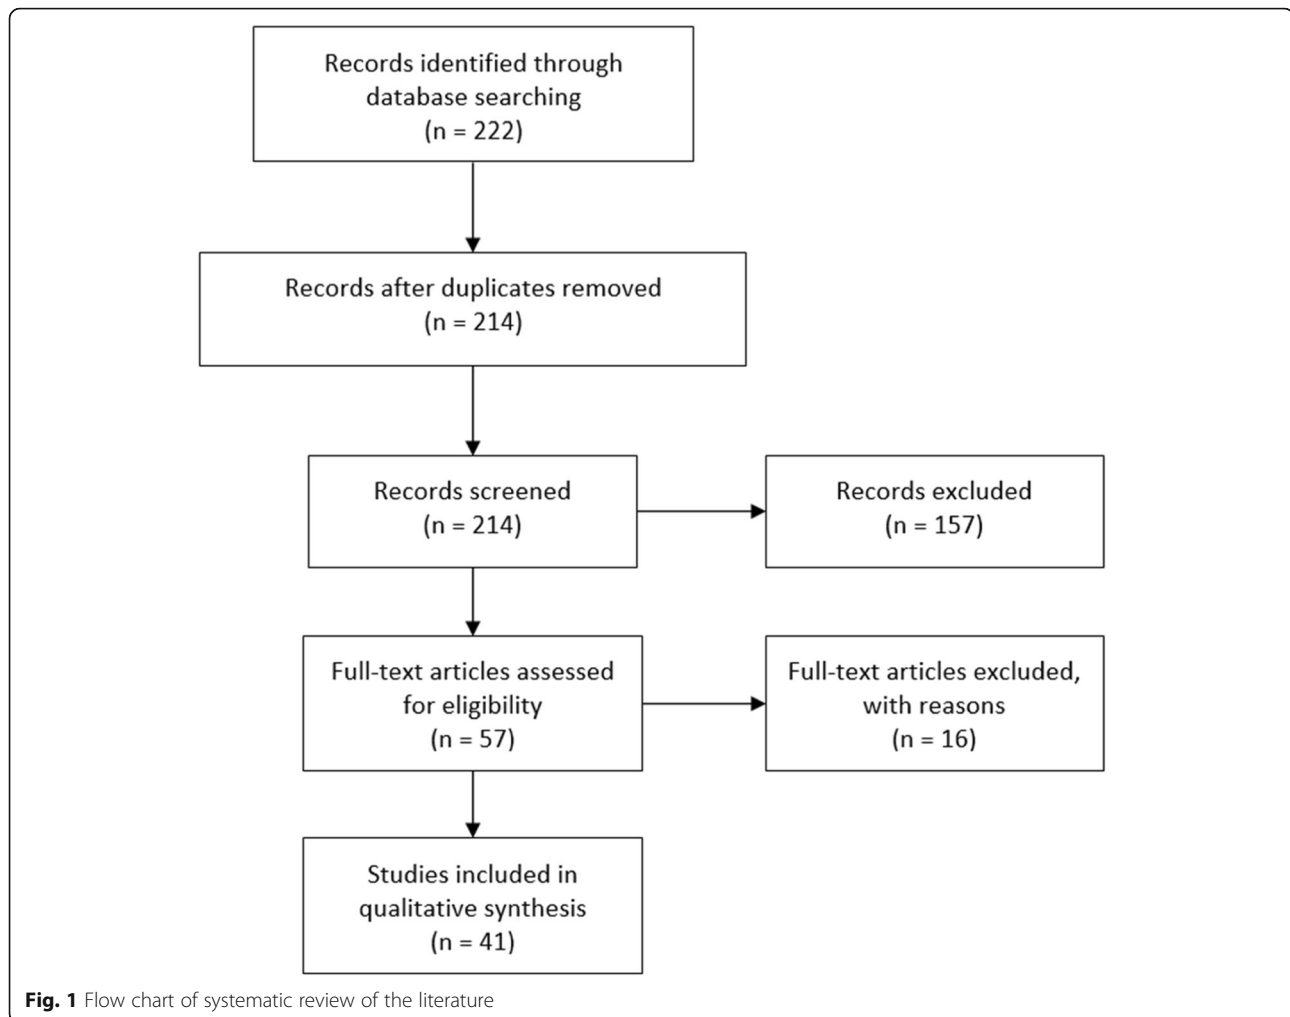 Records identified through
database searching
(n = 222)
Records after duplicates removed
(n = 214)
Records screened
(n = 214)
Records excluded
(n = 157)
Full-text articles assessed
for eligibility
(n = 57)
Full-text articles excluded,
with reasons
(n = 16)
Studies included in
qualitative synthesis
(n = 41)
Fig. 1 Flow chart of systematic review of the literature